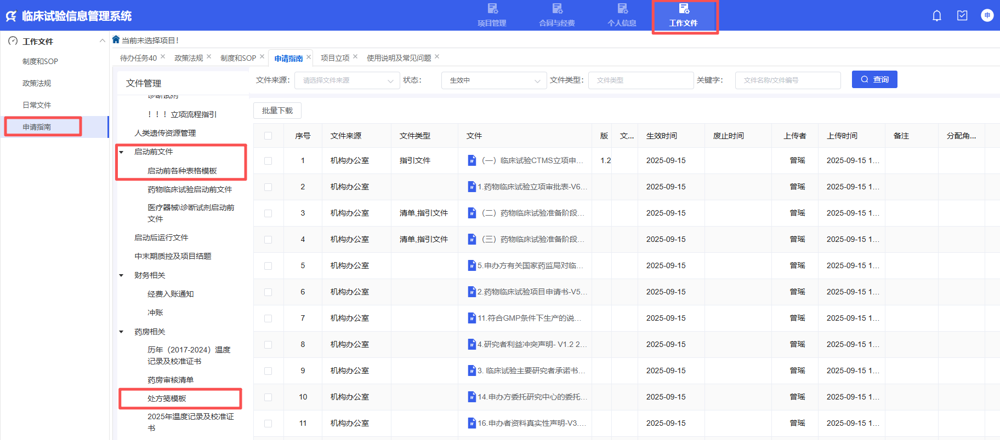 临床试验信息管理系统
项目管理
合同与经费
个人信息
工作文件
申
工作文件
制度和SOP
政策法规
日常文件
申请指南
当前未选择项目！
待办任务40
政策法规
制度和SOP
申请指南
项目立项
使用说明及常见问题
文件管理
诊断试剂
！！！立项流程指引
人类遗传资源管理
启动前文件
启动前各种表格模板
药物临床试验启动前文件
医疗器械\诊断试剂启动前
文件
启动后运行文件
中末期质控及项目结题
财务相关
经费入账通知
冲账
药房相关
历年（2017-2024）温度
记录及校准证书
药房审核清单
处方笺模板
2025年温度记录及校准证
书
文件来源： 请选择文件来源 状态： 生效中 文件类型： 文件类型 关键字： 文件名称/文件编号 查询
批量下载
序号 文件来源 文件类型 文件 版 文... 生效时间 废止时间 上传者 上传时间 备注 分配角...
1 机构办公室 指引文件 （一）临床试验CTMS立项申... 1.2 2025-09-15 曾瑶 2025-09-15 1...
2 机构办公室 1.药物临床试验立项审批表-V6... 2025-09-15 曾瑶 2025-09-15 1...
3 机构办公室 清单,指引文件 （二）药物临床试验准备阶段... 2025-09-15 曾瑶 2025-09-15 1...
4 机构办公室 清单,指引文件 （三）药物临床试验准备阶段... 2025-09-15 曾瑶 2025-09-15 1...
5 机构办公室 5.申办方有关国家药监局对临... 2025-09-15 曾瑶 2025-09-15 1...
6 机构办公室 2.药物临床试验项目申请书-V5... 2025-09-15 曾瑶 2025-09-15 1...
7 机构办公室 11.符合GMP条件下生产的说... 2025-09-15 曾瑶 2025-09-15 1...
8 机构办公室 4.研究者利益冲突声明- V1.2 2... 2025-09-15 曾瑶 2025-09-15 1...
9 机构办公室 3. 临床试验主要研究者承诺书... 2025-09-15 曾瑶 2025-09-15 1...
10 机构办公室 14.申办方委托研究中心的委托... 2025-09-15 曾瑶 2025-09-15 1...
11 机构办公室 16.申办者资料真实性声明-V3.... 2025-09-15 曾瑶 2025-09-15 1...